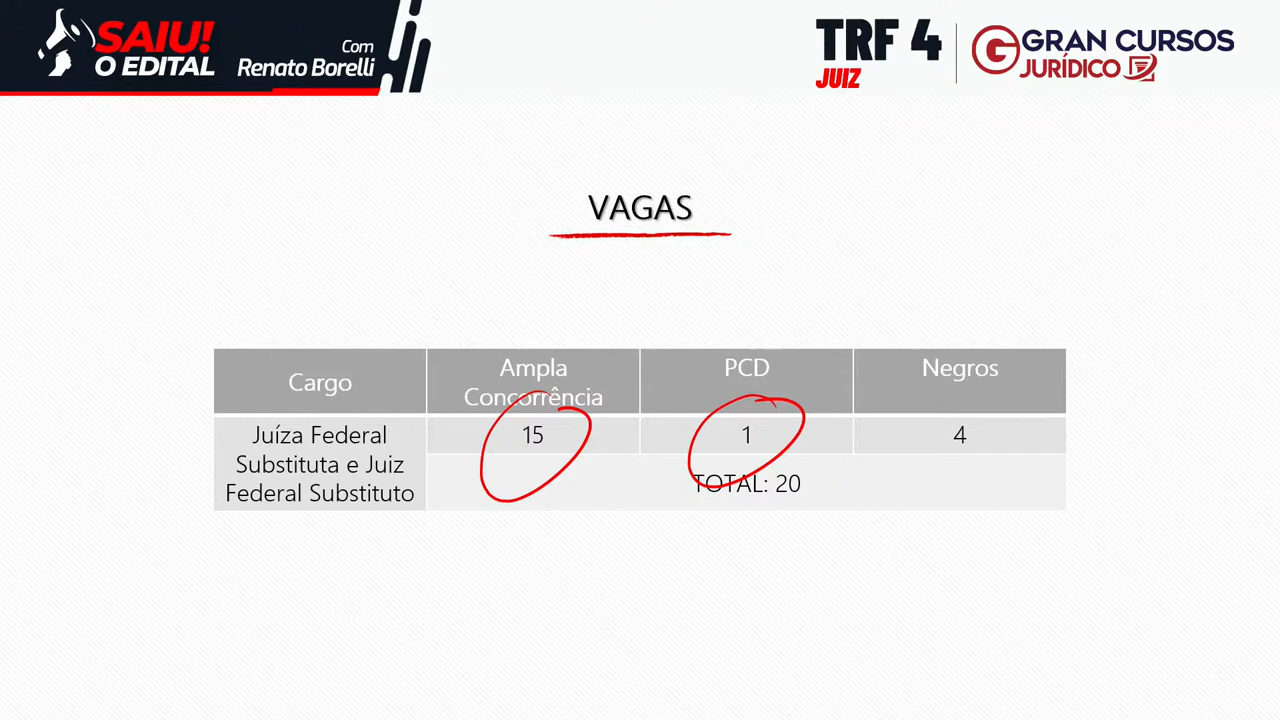 SAIU!
O EDITAL
Com
Renato Borelli
TRF 4
JUIZ
G
GRAN CURSOS
JURÍDICO
VAGAS
Cargo
Ampla
Concorrência
PCD
Negros
Juíza Federal
Substituta e Juiz
Federal Substituto
15
1
4
TOTAL: 20